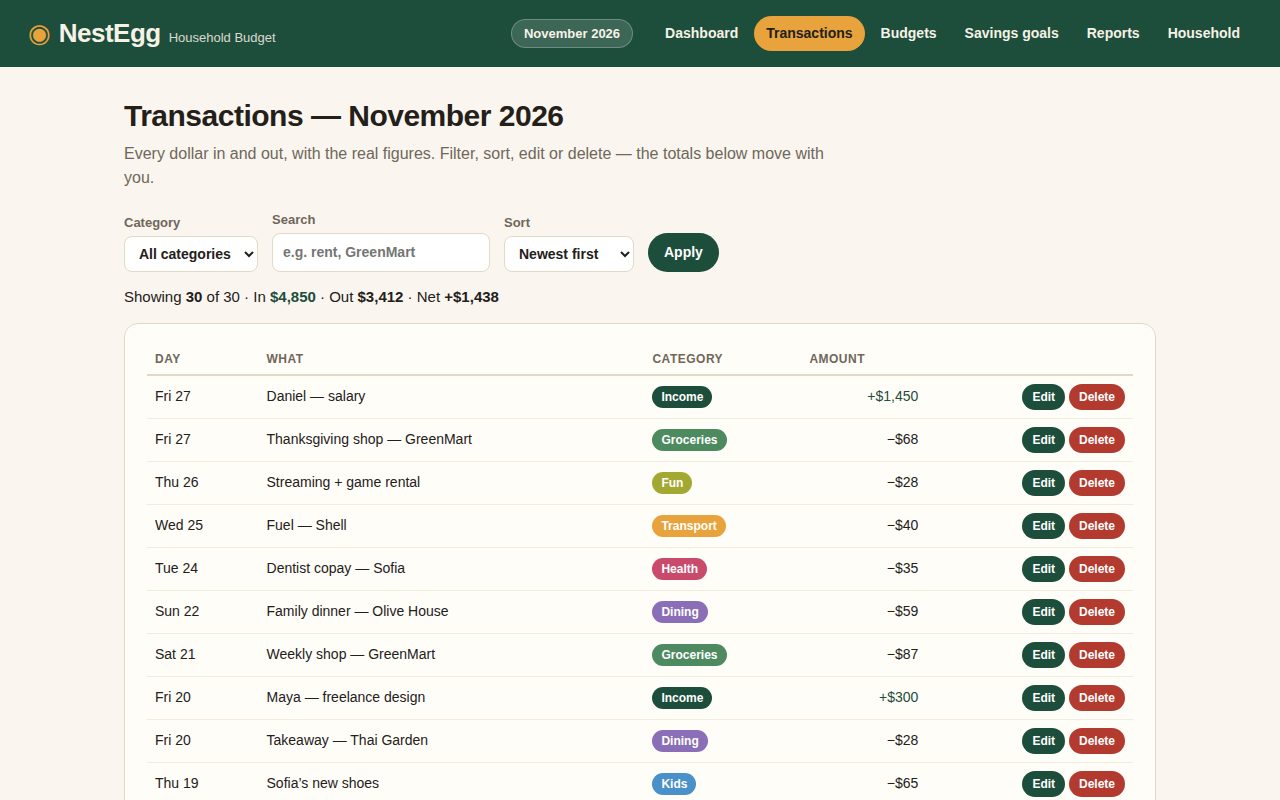 ◉ NestEgg Household Budget
November 2026 Dashboard Transactions Budgets Savings goals Reports Household
Transactions — November 2026
Every dollar in and out, with the real figures. Filter, sort, edit or delete — the totals below move with
you.
Category Search Sort
All categories e.g. rent, GreenMart Newest first Apply
Showing 30 of 30 · In $4,850 · Out $3,412 · Net +$1,438
DAY WHAT CATEGORY AMOUNT
Fri 27 Daniel — salary Income +$1,450 Edit Delete
Fri 27 Thanksgiving shop — GreenMart Groceries −$68 Edit Delete
Thu 26 Streaming + game rental Fun −$28 Edit Delete
Wed 25 Fuel — Shell Transport −$40 Edit Delete
Tue 24 Dentist copay — Sofia Health −$35 Edit Delete
Sun 22 Family dinner — Olive House Dining −$59 Edit Delete
Sat 21 Weekly shop — GreenMart Groceries −$87 Edit Delete
Fri 20 Maya — freelance design Income +$300 Edit Delete
Fri 20 Takeaway — Thai Garden Dining −$28 Edit Delete
Thu 19 Sofia’s new shoes Kids −$65 Edit Delete